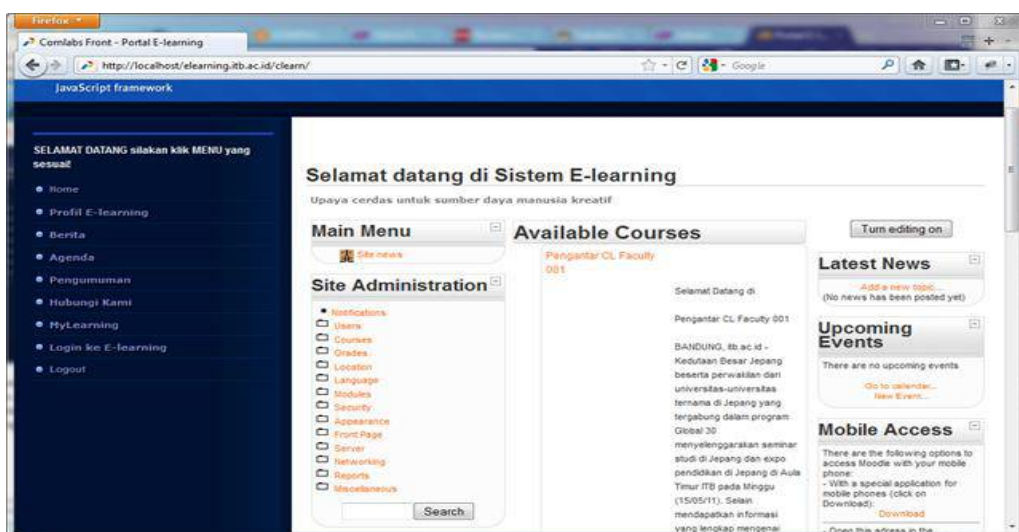 Firefox
Comlabs Front - Portal E-learning
http://localhost/elearning.itb.ac.id/clearn/
Google
JavaScript framework
SELAMAT DATANG silakan klik MENU yang
sesuai!
Home
Profil E-learning
Berita
Agenda
Pengumuman
Hubungi Kami
MyLearning
Login ke E-learning
Logout
Selamat datang di Sistem E-learning
Upaya cerdas untuk sumber daya manusia kreatif
Main Menu
Site news
Site Administration
Notifications
Users
Courses
Grades
Location
Language
Modules
Security
Appearance
Front Page
Server
Networking
Reports
Miscellaneous
Search
Available Courses
Pengantar CL Faculty
001
Selamat Datang di
Pengantar CL Faculty 001
BANDUNG, itb.ac.id -
Kedutaan Besar Jepang
beserta perwakilan dari
universitas-universitas
ternama di Jepang yang
tergabung dalam program
Global 30
menyelenggarakan seminar
studi di Jepang dan expo
pendidikan di Jepang di Aula
Timur ITB pada Minggu
(15/05/11). Selain
mendapatkan informasi
yang lengkap mengenai
Turn editing on
Latest News
Add a new topic...
(No news has been posted yet)
Upcoming
Events
There are no upcoming events
Go to calendar...
New Event...
Mobile Access
There are the following options to
access Moodle with your mobile
phone:
- With a special application for
mobile phones (click on
Download):
Download
- Open this adress in the